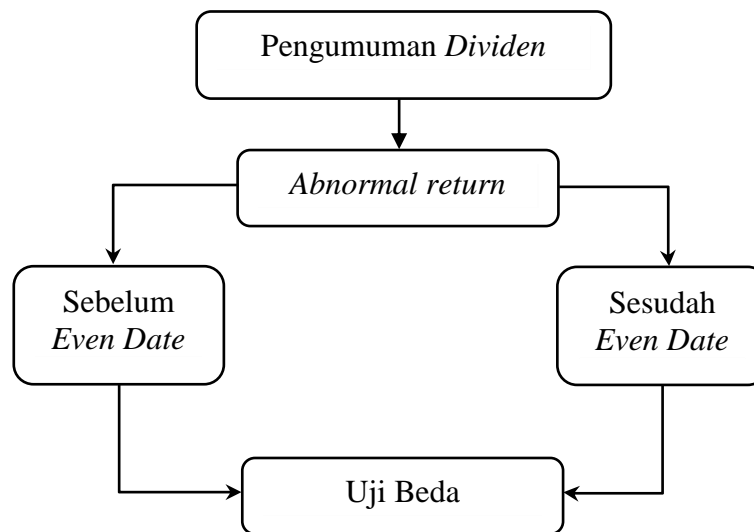 Pengumuman Dividen
Abnormal return
Sebelum
Even Date
Sesudah
Even Date
Uji Beda